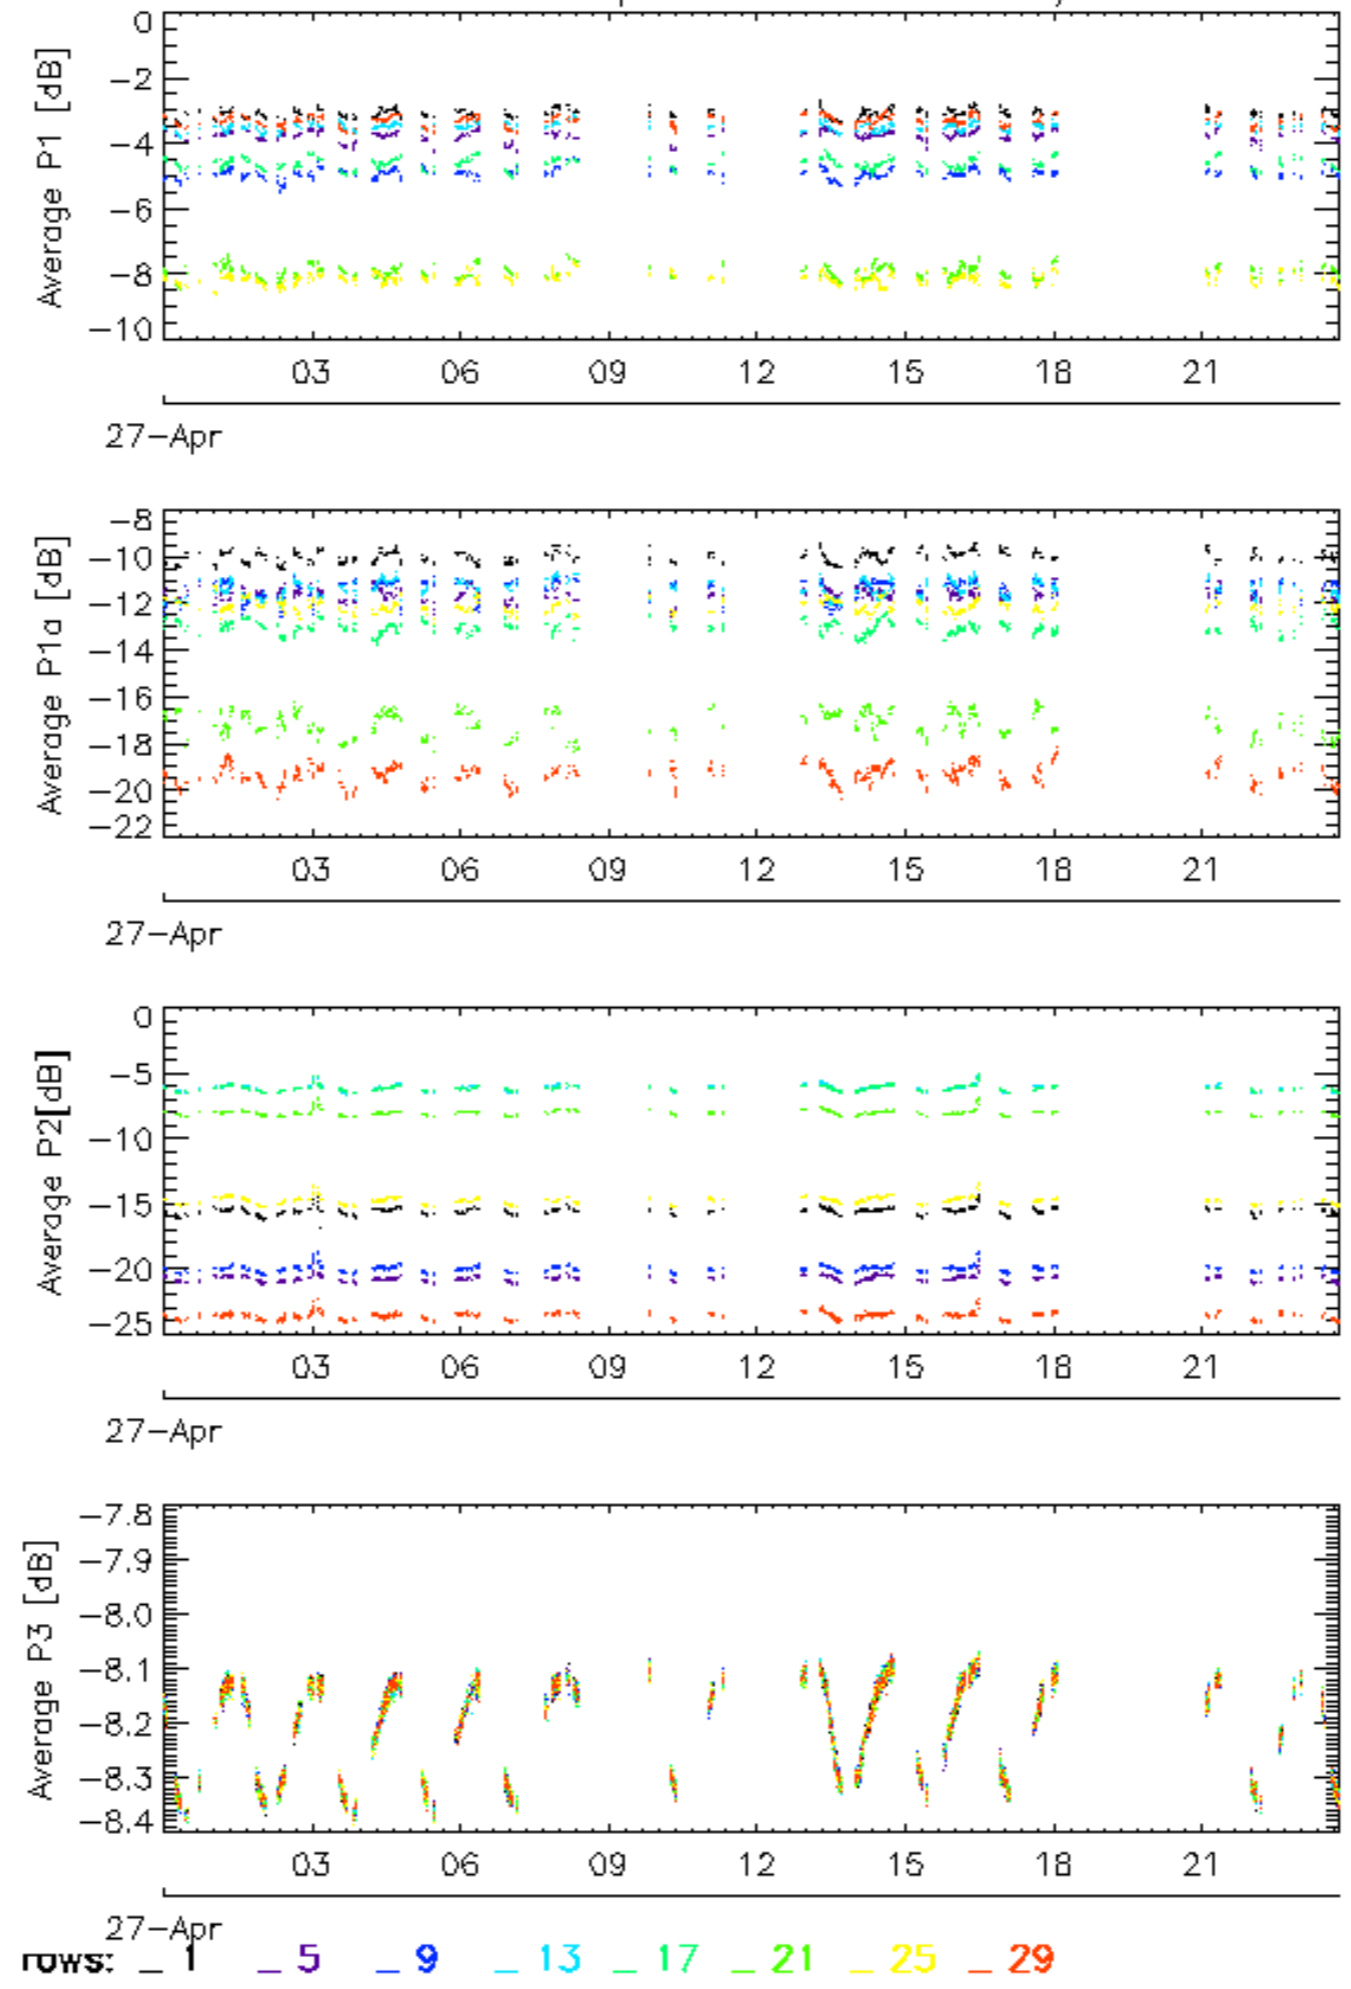 0
−2
−4
−6
−8
−10
Average P1 [dB]
03 06 09 12 15 18 21
27−Apr
−8
−10
−12
−14
−16
−18
−20
−22
Average P1a [dB]
03 06 09 12 15 18 21
27−Apr
0
−5
−10
−15
−20
−25
Average P2[dB]
03 06 09 12 15 18 21
27−Apr
−7.8
−7.9
−8.0
−8.1
−8.2
−8.3
−8.4
Average P3 [dB]
03 06 09 12 15 18 21
27−Apr
rows: _ 1 _ 5 _ 9 _ 13 _ 17 _ 21 _ 25 _ 29